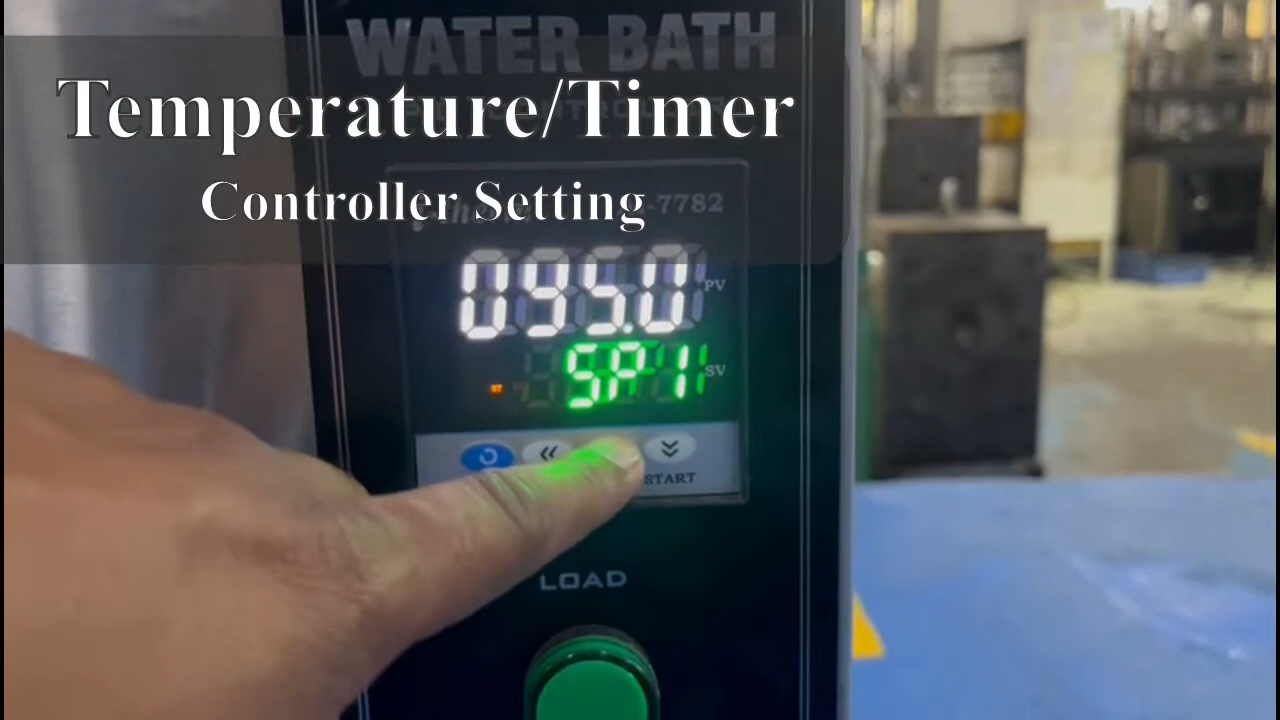 WATER BATH
Temperature/Timer
Controller Setting
-7782
095.0
PV
SP1
SV
START
LOAD